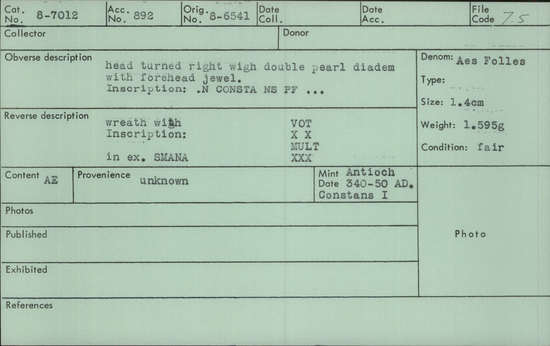 Cat. No. 8-7012 Acc. No. 892 Orig. No. 8-6541 Date Coll. Date Acc. File Code 75
Collector Donor
Obverse description
head turned right wigh double pearl diadem
with forehead jewel.
Inscription: .N CONSTA NS PF ...
Denom: Aes Folles
Type:
Size: 1.4cm
Weight: 1.595g
Condition: fair
Reverse description
wreath with VOT
Inscription: X X
MULT
in ex. SMANA XXX
Content AE Provenience unknown Mint Antioch
Date 340-50 AD.
Constans I
Photos
Published
Photo
Exhibited
References